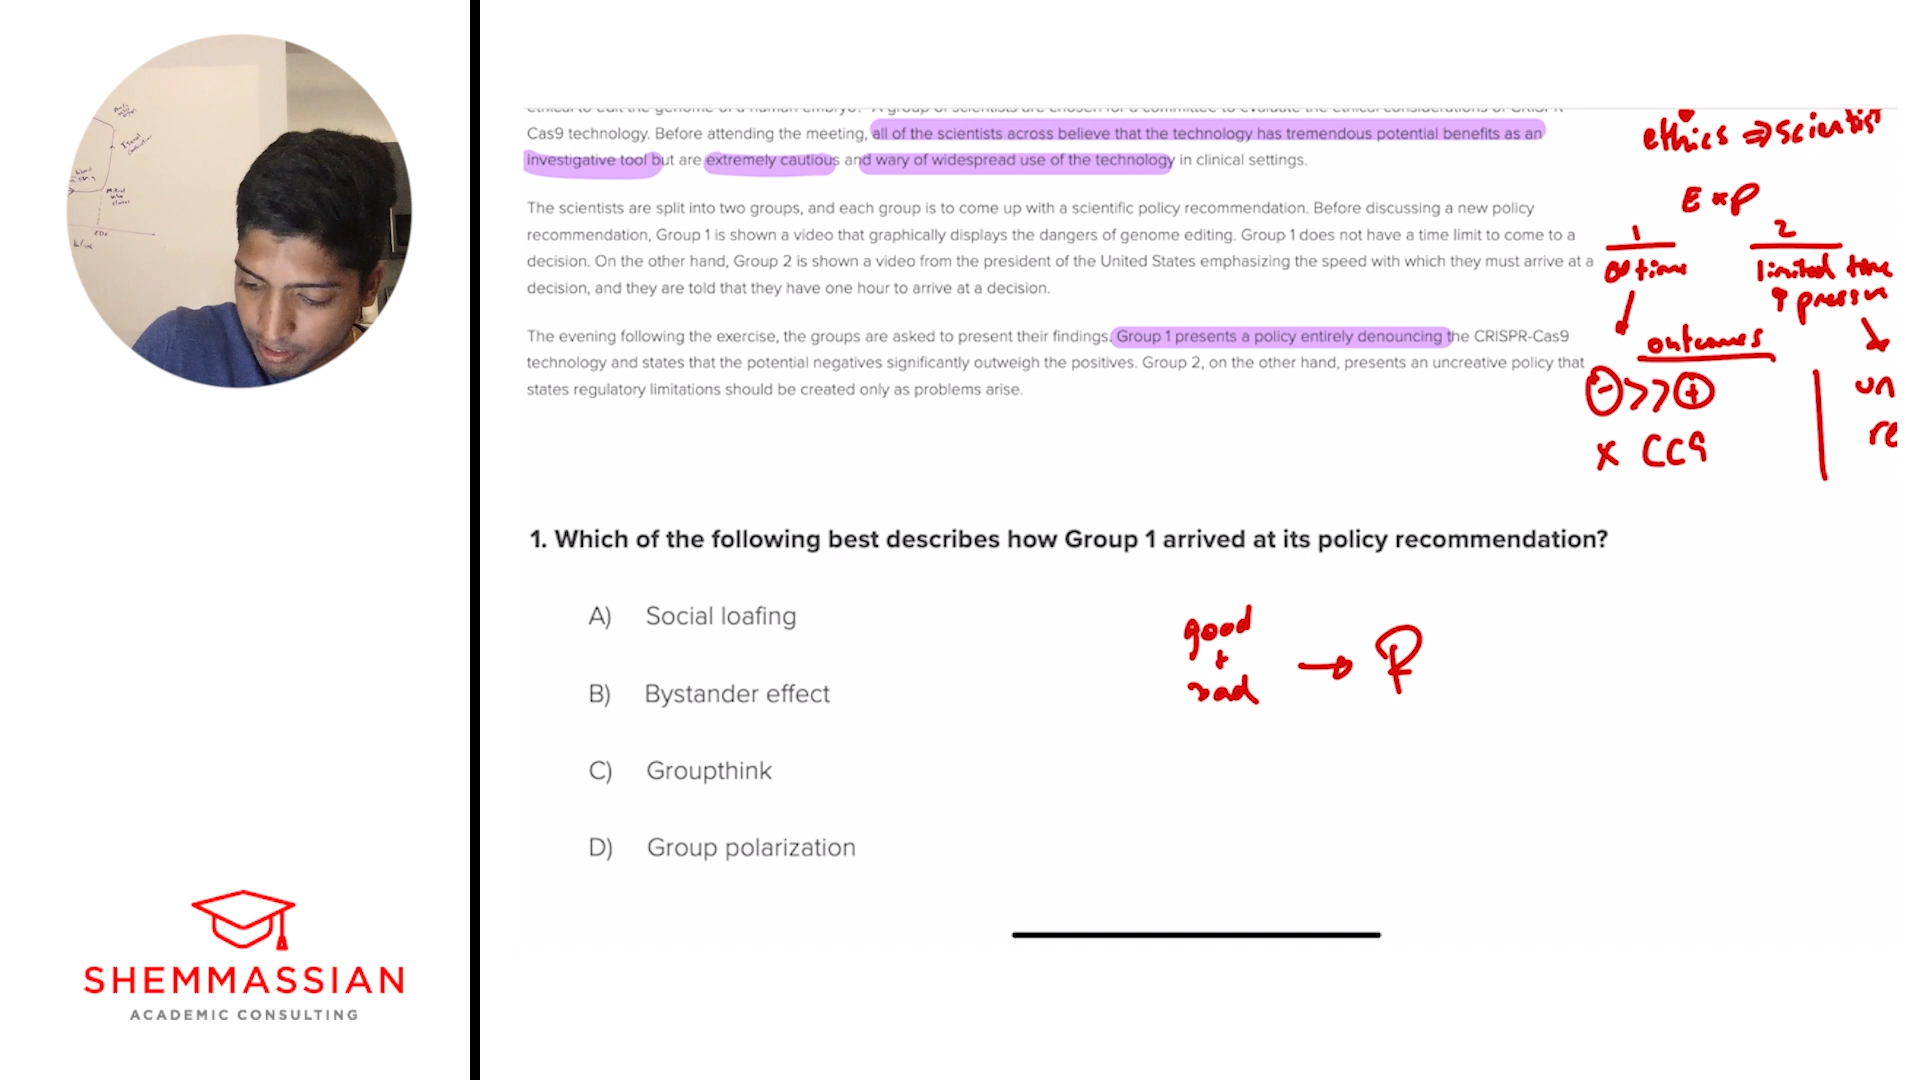 Cas9 technology. Before attending the meeting, all of the scientists across believe that the technology has tremendous potential benefits as an
investigative tool but are extremely cautious and wary of widespread use of the technology in clinical settings.
The scientists are split into two groups, and each group is to come up with a scientific policy recommendation. Before discussing a new policy
recommendation, Group 1 is shown a video that graphically displays the dangers of genome editing. Group 1 does not have a time limit to come to a
decision. On the other hand, Group 2 is shown a video from the president of the United States emphasizing the speed with which they must arrive at a
decision, and they are told that they have one hour to arrive at a decision.
The evening following the exercise, the groups are asked to present their findings. Group 1 presents a policy entirely denouncing the CRISPR-Cas9
technology and states that the potential negatives significantly outweigh the positives. Group 2, on the other hand, presents an uncreative policy that
states regulatory limitations should be created only as problems arise.
ethics ⇒ scientist
Exp
1 2
∞ time limited time
↑ pressure
outcomes
⊖ >> ⊕ un
x CC9 re
1. Which of the following best describes how Group 1 arrived at its policy recommendation?
A) Social loafing
B) Bystander effect
C) Groupthink
D) Group polarization
good
+
bad → R
SHEMMASSIAN
ACADEMIC CONSULTING